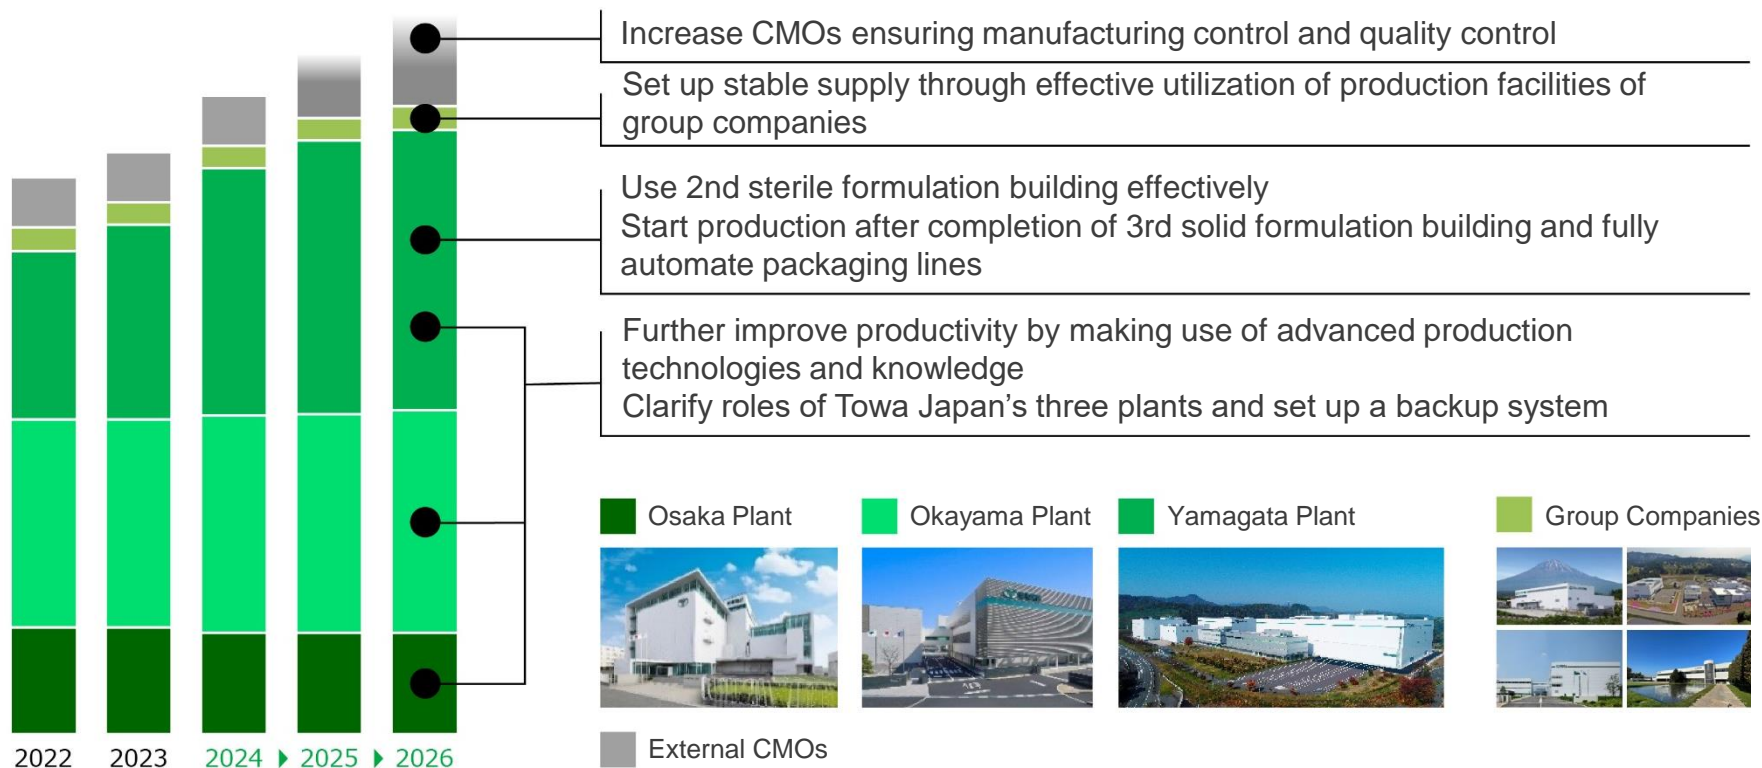 Increase CMOs ensuring manufacturing control and quality control
Set up stable supply through effective utilization of production facilities of
group companies
Use 2nd sterile formulation building effectively
Start production after completion of 3rd solid formulation building and fully
automate packaging lines
Further improve productivity by making use of advanced production
technologies and knowledge
Clarify roles of Towa Japan’s three plants and set up a backup system
Osaka Plant
Okayama Plant
Yamagata Plant
Group Companies
External CMOs
2022
2023
2024
2025
2026